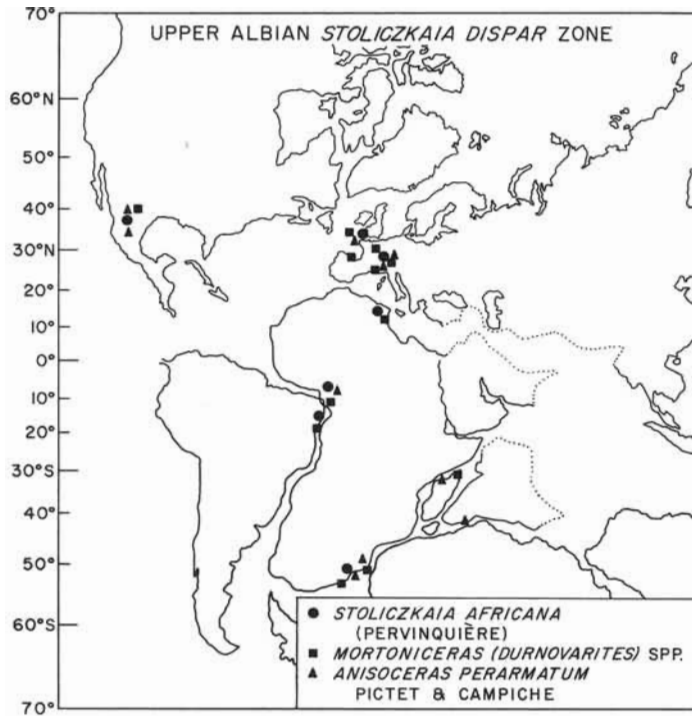 UPPER ALBIAN STOLICZKAIA DISPAR ZONE
70°
60°N
50°
40°
30°N
20°
10°
0°
10°
20°
30°S
40°
50°
60°S
70°
STOLICZKAIA AFRICANA
(PERVINQUIÈRE)
MORTONICERAS (DURNOVARITES) SPP.
ANISOCERAS PERARMATUM
PICTET & CAMPICHE